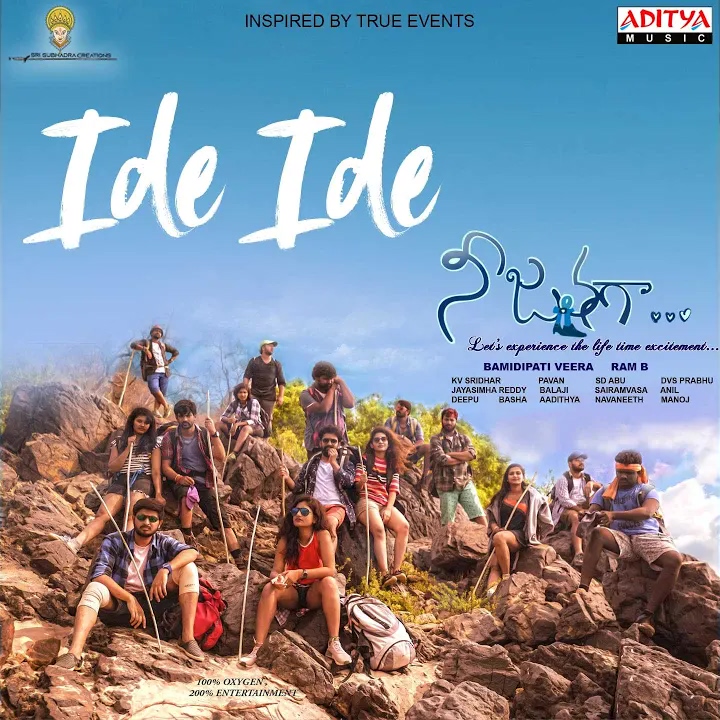 INSPIRED BY TRUE EVENTS
SRI SUBHADRA CREATIONS
ADITYA
MUSIC
Ide Ide
నీ జతగా...
Let's experience the life time excitement...
BAMIDIPATI VEERA RAM B
KV SRIDHAR PAVAN SD ABU DVS PRABHU
JAYASIMHA REDDY BALAJI SAIRAMVASA ANIL
DEEPU BASHA AADITHYA NAVANEETH MANOJ
100% OXYGEN,
200% ENTERTAINMENT